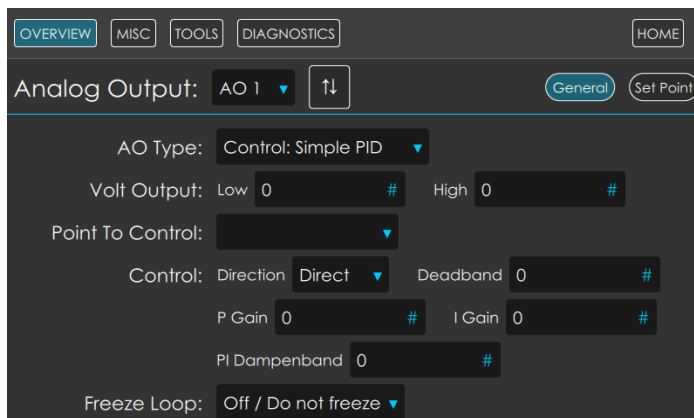 OVERVIEW MISC TOOLS DIAGNOSTICS HOME
Analog Output: AO 1 General Set Point
AO Type: Control: Simple PID
Volt Output: Low 0 # High 0 #
Point To Control:
Control: Direction Direct Deadband 0 #
P Gain 0 # I Gain 0 #
PI Dampenband 0 #
Freeze Loop: Off / Do not freeze